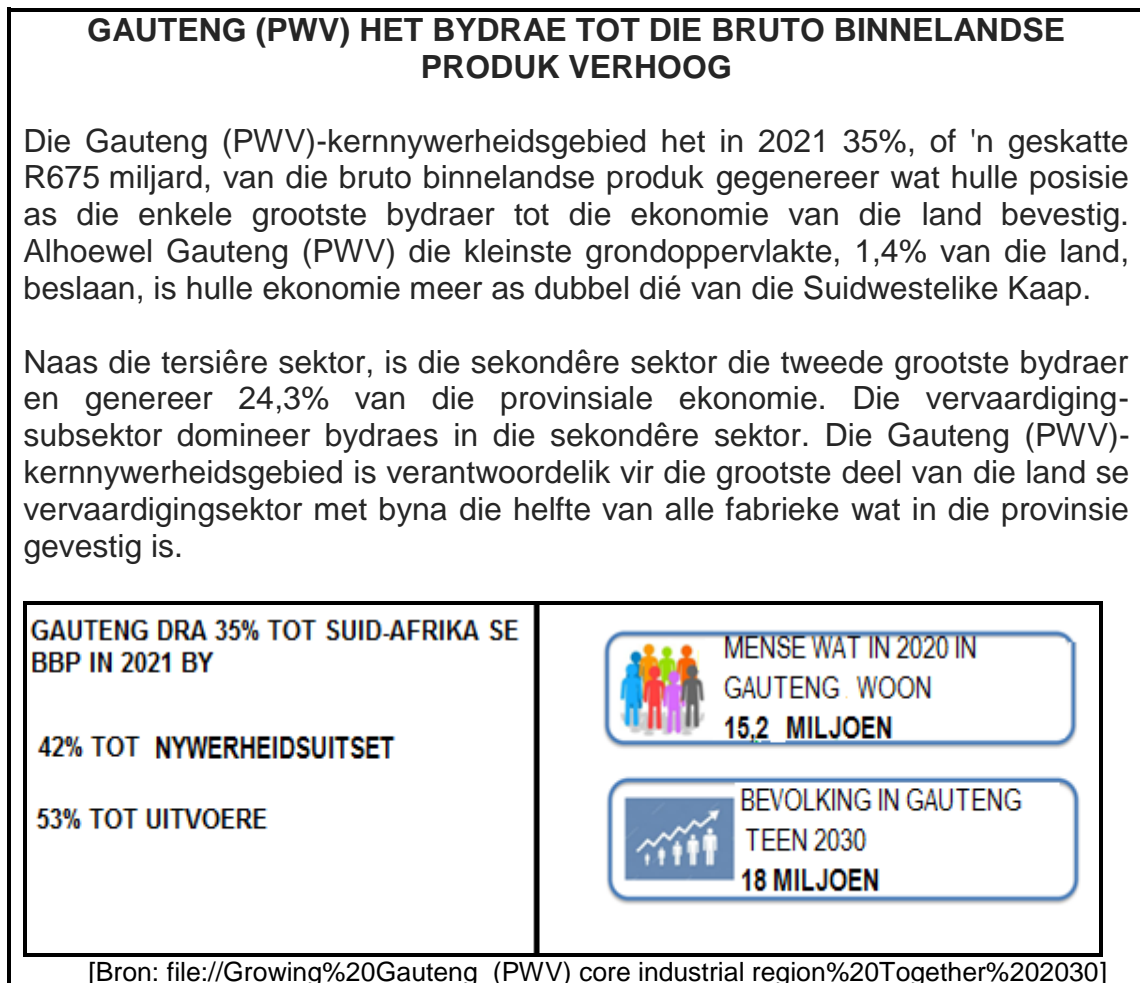 GAUTENG (PWV) HET BYDRAE TOT DIE BRUTO BINNELANDSE
PRODUK VERHOOG
Die Gauteng (PWV)-kernnywerheidsgebied het in 2021 35%, of 'n geskatte
R675 miljard, van die bruto binnelandse produk gegenereer wat hulle posisie
as die enkele grootste bydraer tot die ekonomie van die land bevestig.
Alhoewel Gauteng (PWV) die kleinste grondoppervlakte, 1,4% van die land,
beslaan, is hulle ekonomie meer as dubbel dié van die Suidwestelike Kaap.
Naas die tersiêre sektor, is die sekondêre sektor die tweede grootste bydraer
en genereer 24,3% van die provinsiale ekonomie. Die vervaardiging-
subsektor domineer bydraes in die sekondêre sektor. Die Gauteng (PWV)-
kernnywerheidsgebied is verantwoordelik vir die grootste deel van die land se
vervaardigingsektor met byna die helfte van alle fabrieke wat in die provinsie
gevestig is.
GAUTENG DRA 35% TOT SUID-AFRIKA SE
BBP IN 2021 BY
42% TOT NYWERHEIDSUITSET
53% TOT UITVOERE
MENSE WAT IN 2020 IN
GAUTENG WOON
15,2 MILJOEN
BEVOLKING IN GAUTENG
TEEN 2030
18 MILJOEN
[Bron: file://Growing%20Gauteng (PWV) core industrial region%20Together%202030]